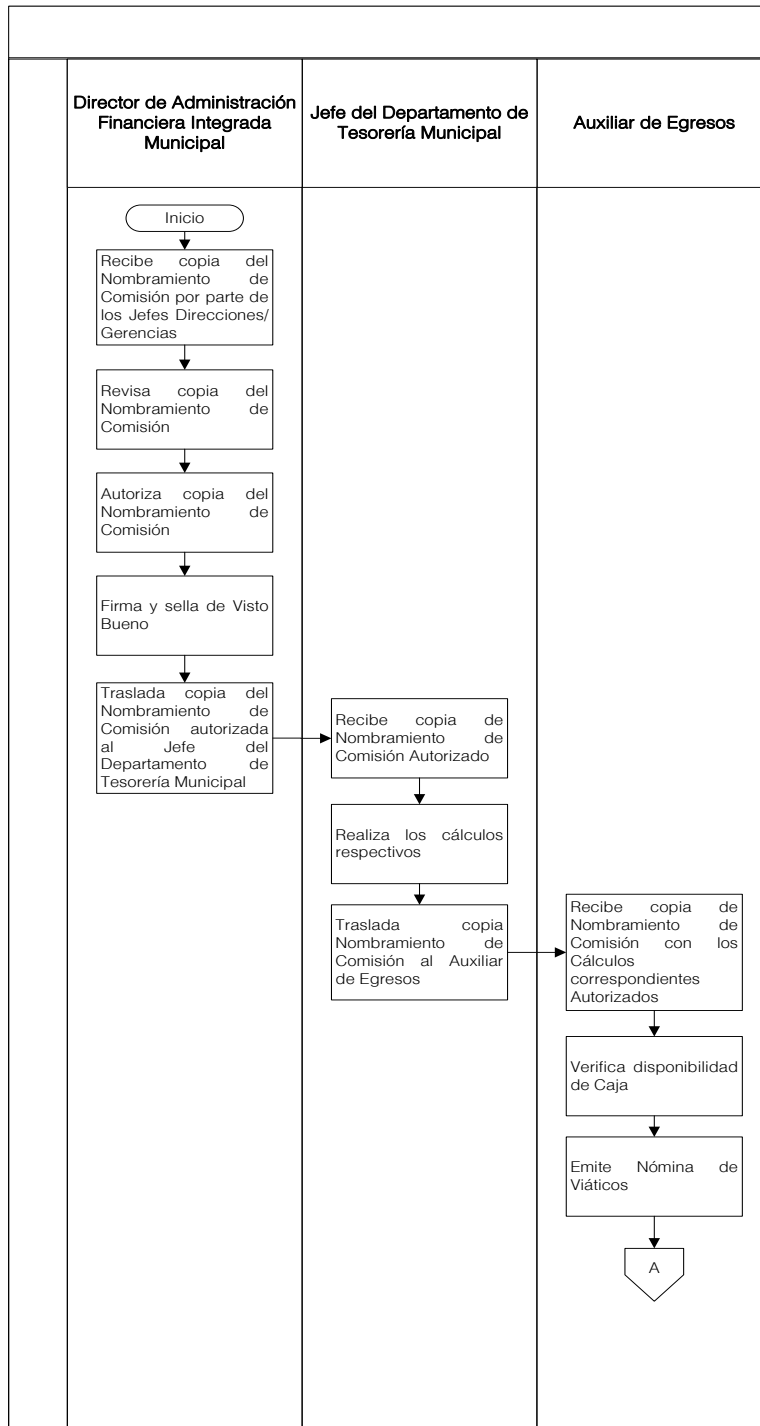 Director de Administración
Financiera Integrada
Municipal
Jefe del Departamento de
Tesorería Municipal
Auxiliar de Egresos
Inicio
Recibe copia del
Nombramiento de
Comisión por parte de
los Jefes Direcciones/
Gerencias
Revisa copia del
Nombramiento de
Comisión
Autoriza copia del
Nombramiento de
Comisión
Firma y sella de Visto
Bueno
Traslada copia del
Nombramiento de
Comisión autorizada
al Jefe del
Departamento de
Tesorería Municipal
Recibe copia de
Nombramiento de
Comisión Autorizado
Realiza los cálculos
respectivos
Traslada copia
Nombramiento de
Comisión al Auxiliar
de Egresos
Recibe copia de
Nombramiento de
Comisión con los
Cálculos
correspondientes
Autorizados
Verifica disponibilidad
de Caja
Emite Nómina de
Viáticos
A